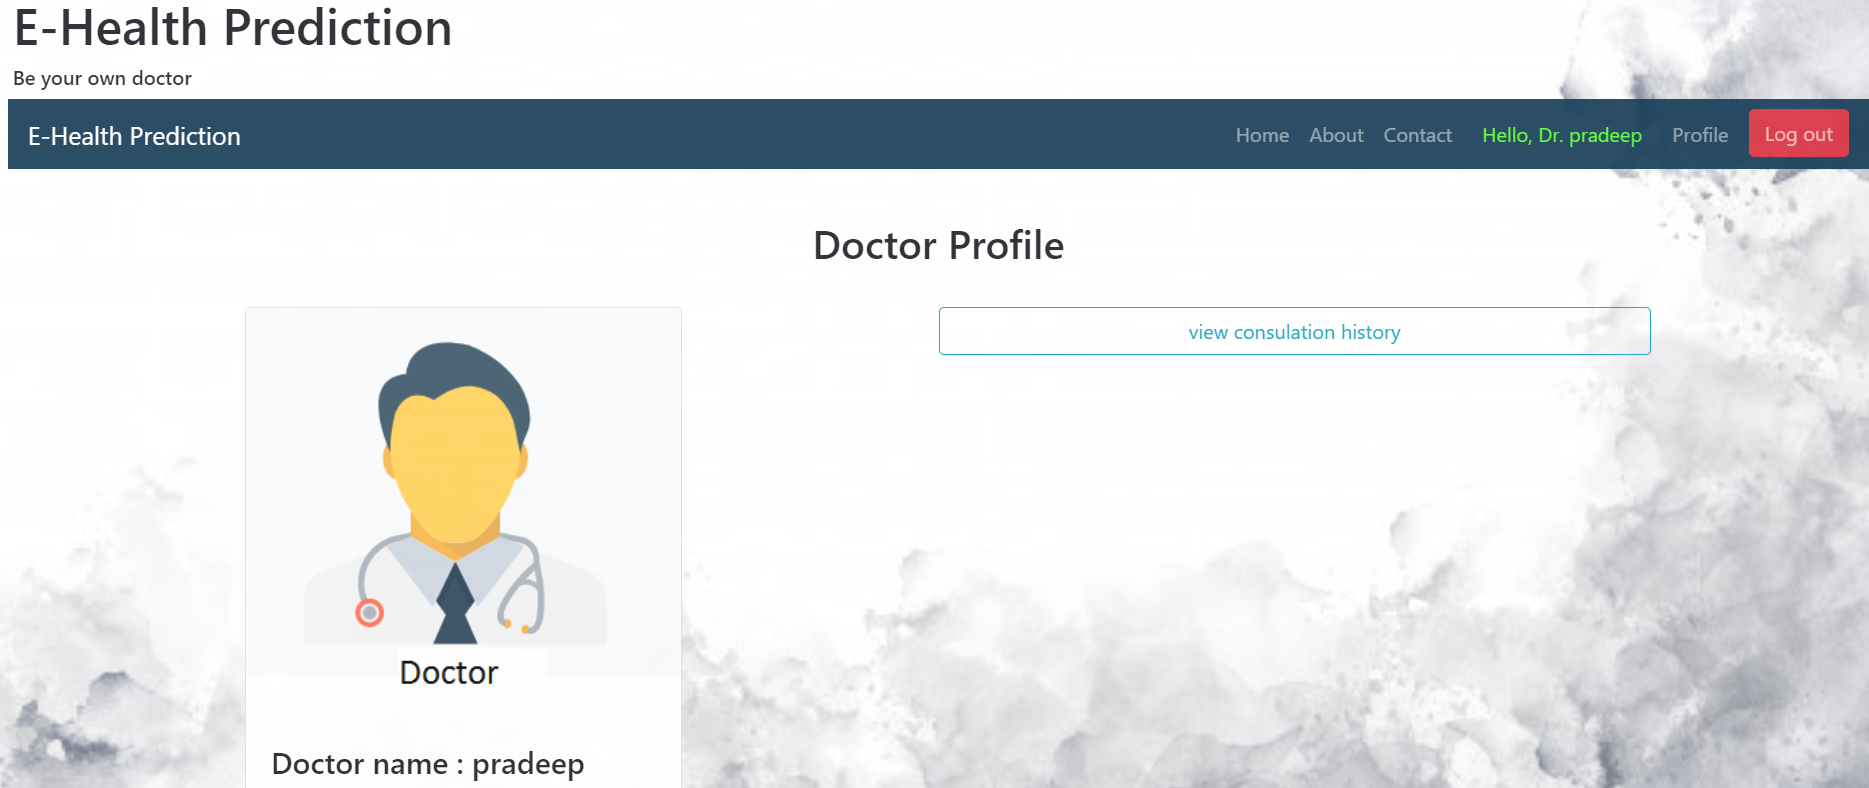 E-Health Prediction
Be your own doctor
E-Health Prediction Home About Contact Hello, Dr. pradeep Profile Log out
Doctor Profile
view consulation history
Doctor
Doctor name : pradeep